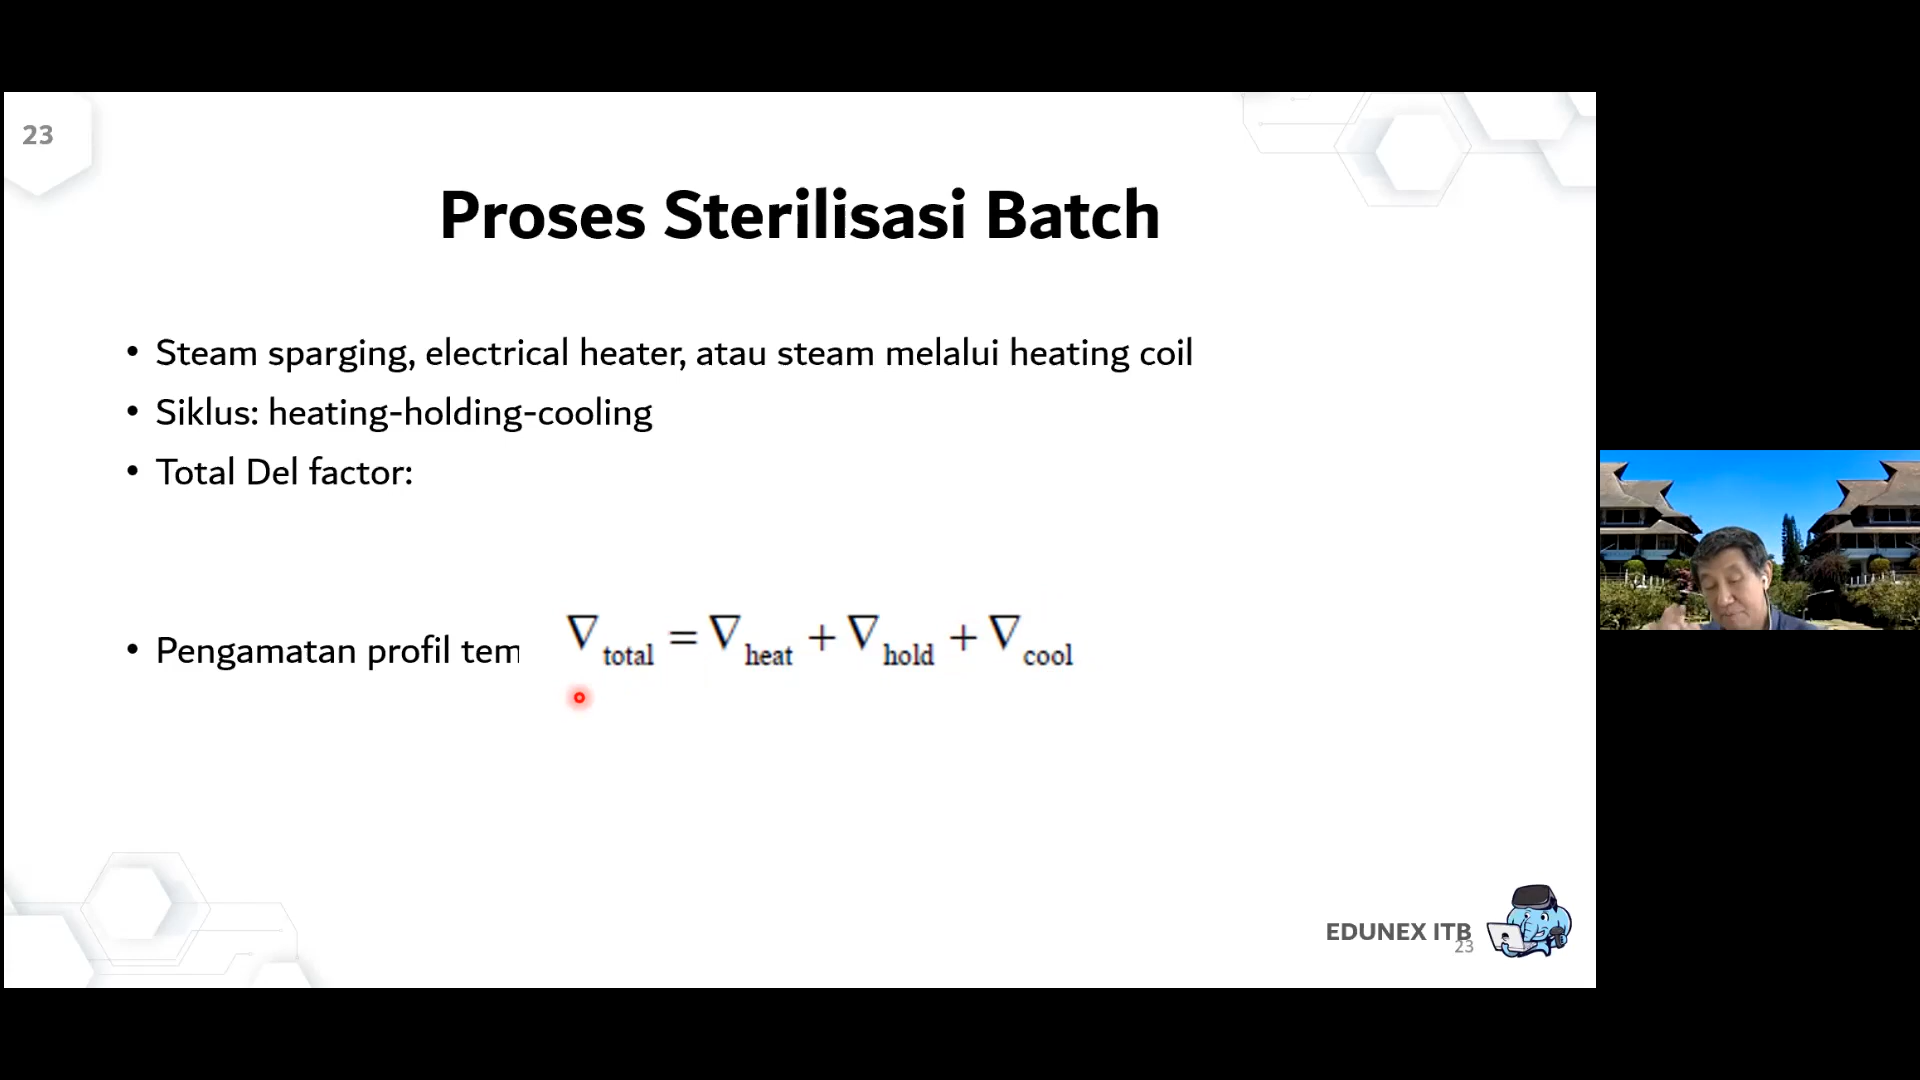 23
Proses Sterilisasi Batch
• Steam sparging, electrical heater, atau steam melalui heating coil
• Siklus: heating-holding-cooling
• Total Del factor:
∇total = ∇heat + ∇hold + ∇cool
• Pengamatan profil tem
EDUNEX ITB
23